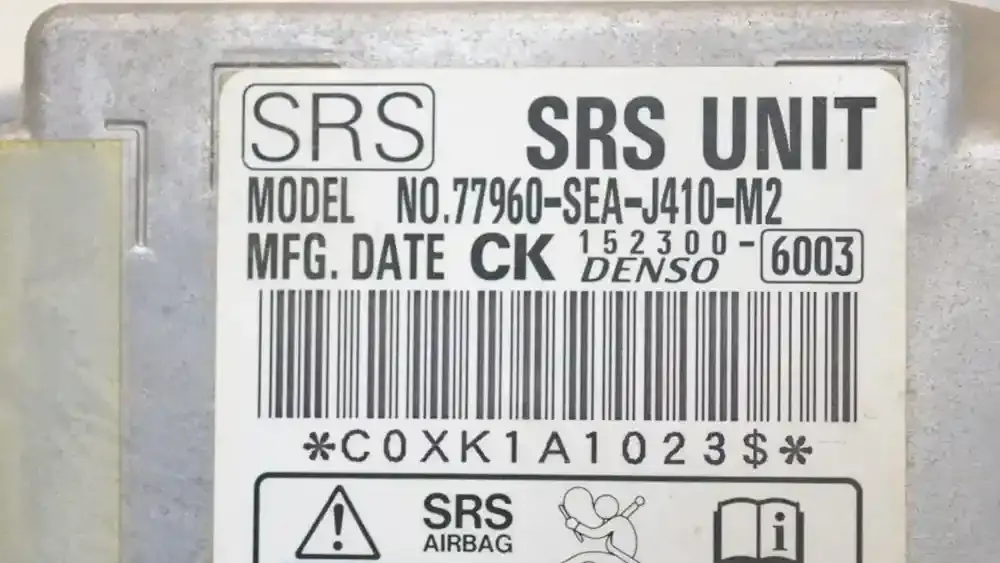 SRS SRS UNIT
MODEL NO.77960-SEA-J410-M2
MFG. DATE CK 152300-6003
DENSO
*C0XK1A1023$*
SRS
AIRBAG
i